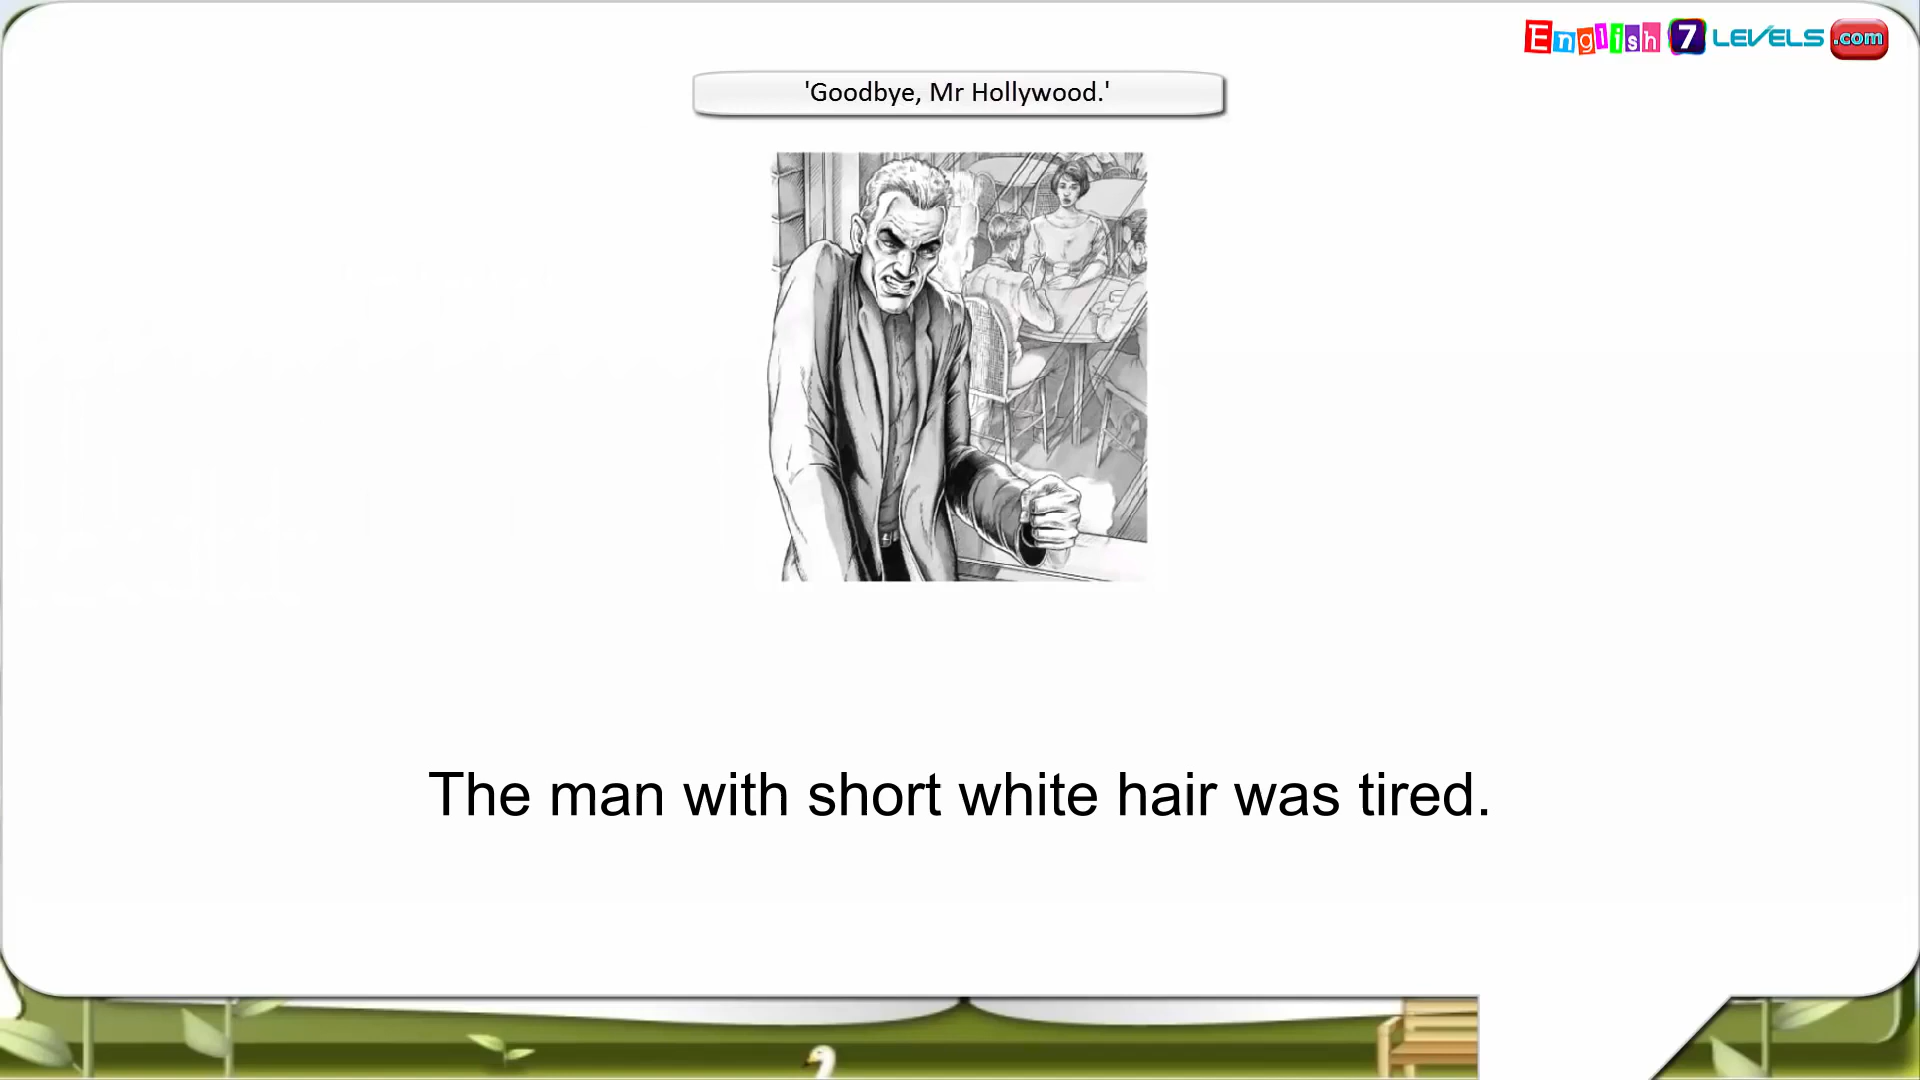 English 7 LEVELS .com
'Goodbye, Mr Hollywood.'
The man with short white hair was tired.